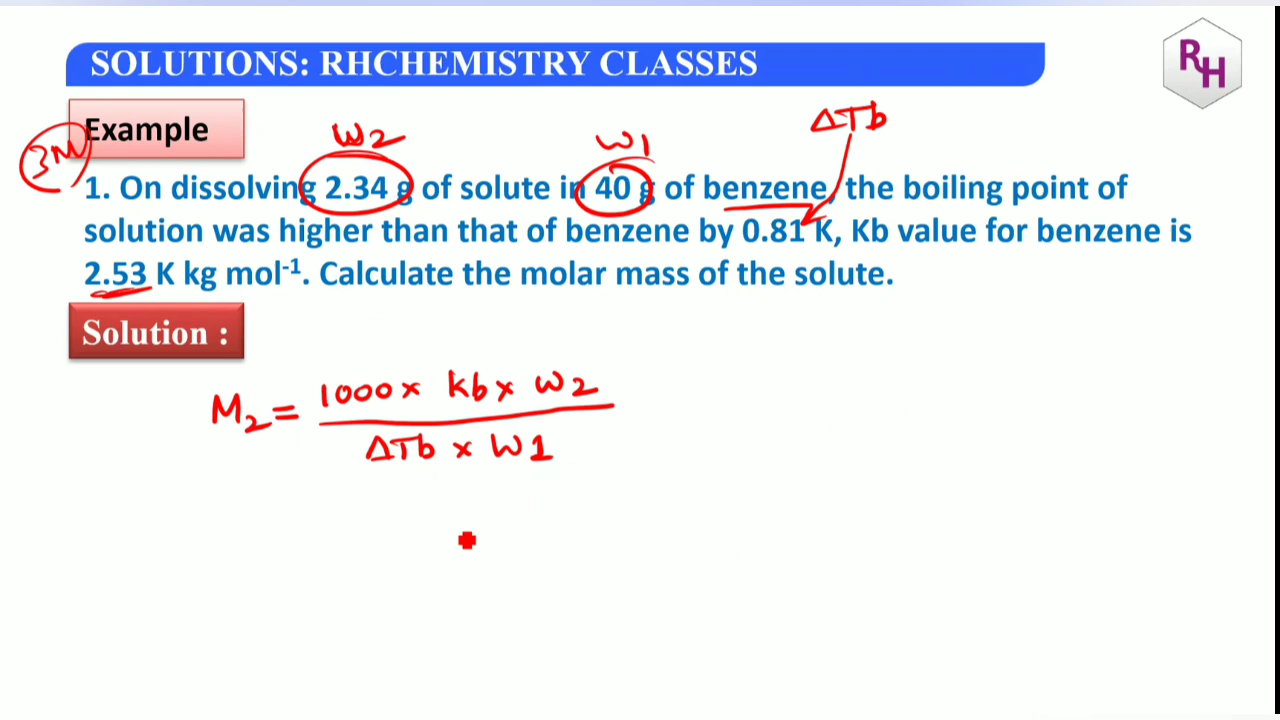 SOLUTIONS: RHCHEMISTRY CLASSES
RH
Example
3M
W2
W1
ΔTb
1. On dissolving 2.34 g of solute in 40 g of benzene, the boiling point of
solution was higher than that of benzene by 0.81 K, Kb value for benzene is
2.53 K kg mol⁻¹. Calculate the molar mass of the solute.
Solution :
M₂ = 1000 × Kb × W2
ΔTb × W1